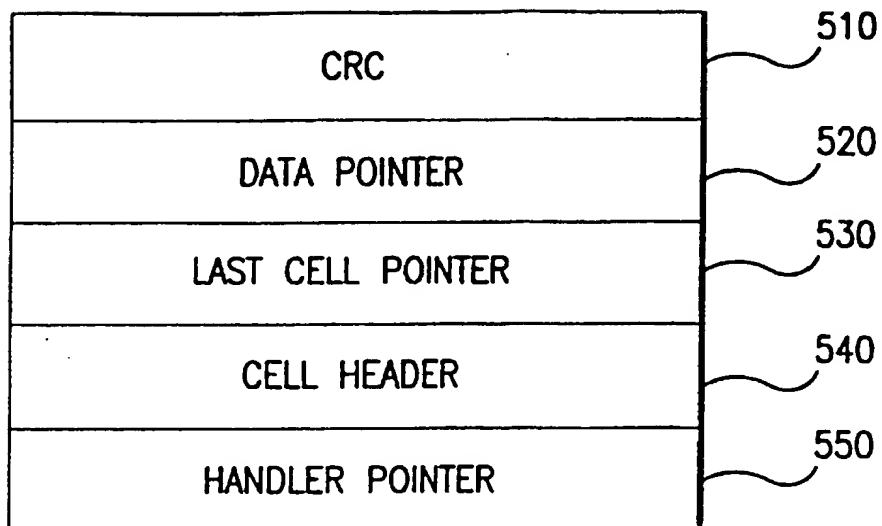 CRC
510
DATA POINTER
520
LAST CELL POINTER
530
CELL HEADER
540
HANDLER POINTER
550